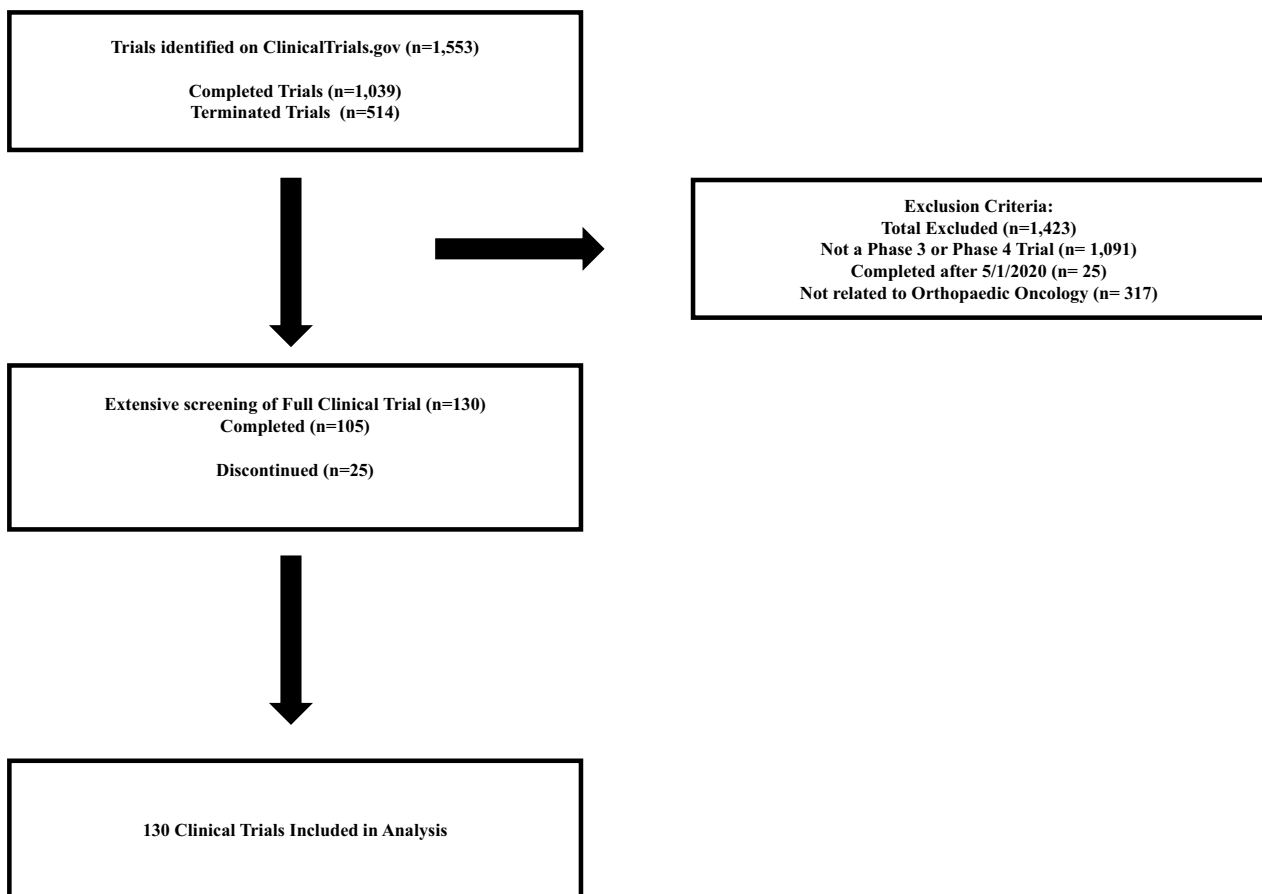 Trials identified on ClinicalTrials.gov (n=1,553)
Completed Trials (n=1,039)
Terminated Trials (n=514)
Exclusion Criteria:
Total Excluded (n=1,423)
Not a Phase 3 or Phase 4 Trial (n= 1,091)
Completed after 5/1/2020 (n= 25)
Not related to Orthopaedic Oncology (n= 317)
Extensive screening of Full Clinical Trial (n=130)
Completed (n=105)
Discontinued (n=25)
130 Clinical Trials Included in Analysis